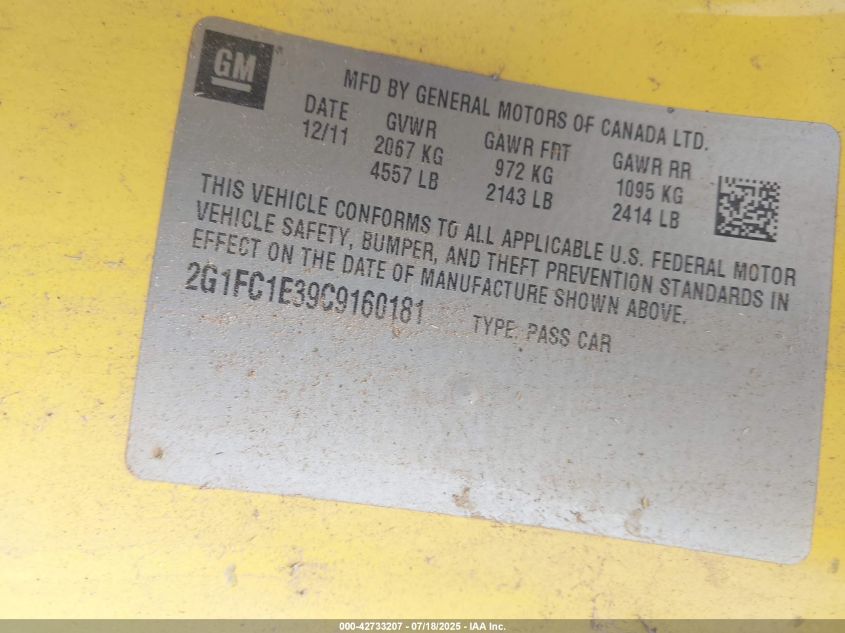 GM
MFD BY GENERAL MOTORS OF CANADA LTD.
DATE GVWR GAWR FRT GAWR RR
12/11 2067 KG 972 KG 1095 KG
4557 LB 2143 LB 2414 LB
THIS VEHICLE CONFORMS TO ALL APPLICABLE U.S. FEDERAL MOTOR
VEHICLE SAFETY, BUMPER, AND THEFT PREVENTION STANDARDS IN
EFFECT ON THE DATE OF MANUFACTURE SHOWN ABOVE.
2G1FC1E39C9160181 TYPE: PASS CAR
000-42733207 - 07/18/2025 - IAA Inc.